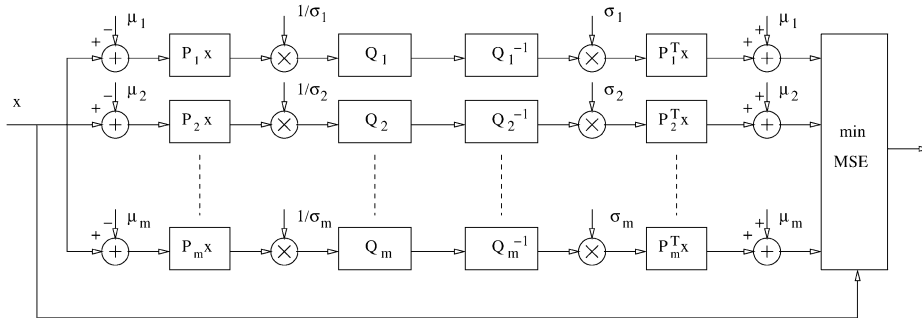 − μ₁ 1/σ₁ σ₁ μ₁
+ + P₁x × Q₁ Q₁⁻¹ × P₁ᵀx + +
x
− μ₂ 1/σ₂ σ₂ μ₂
+ + P₂x × Q₂ Q₂⁻¹ × P₂ᵀx + +
min
MSE
− μₘ 1/σₘ σₘ μₘ
+ + Pₘx × Qₘ Qₘ⁻¹ × Pₘᵀx + +